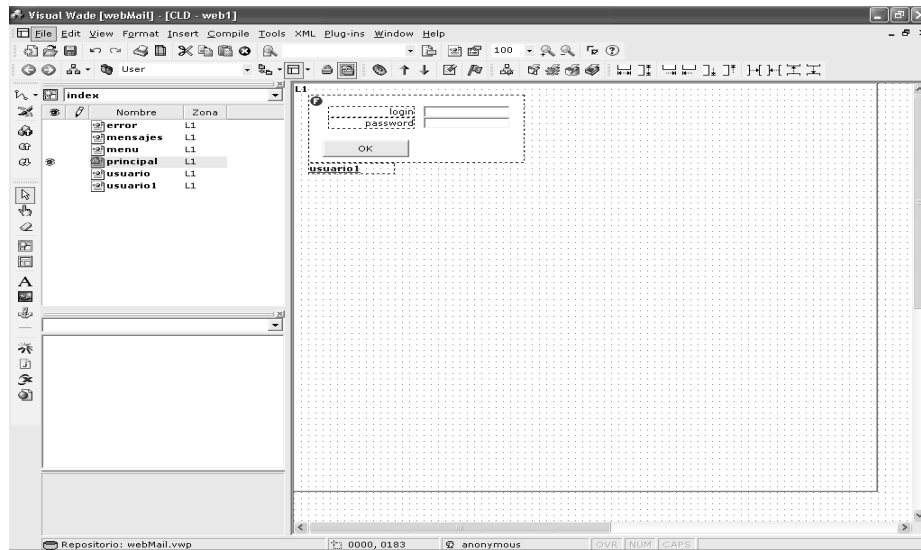 Visual Wade [webMail] - [CLD - web1]
File Edit View Format Insert Compile Tools XML Plug-ins Window Help
100
User
index
Nombre Zona
error L1
mensajes L1
menu L1
principal L1
usuario L1
usuario1 L1
L1
F
login
password
OK
usuario1
Repositorio: webMail.vwp 0000, 0183 anonymous OVR NUM CAPS